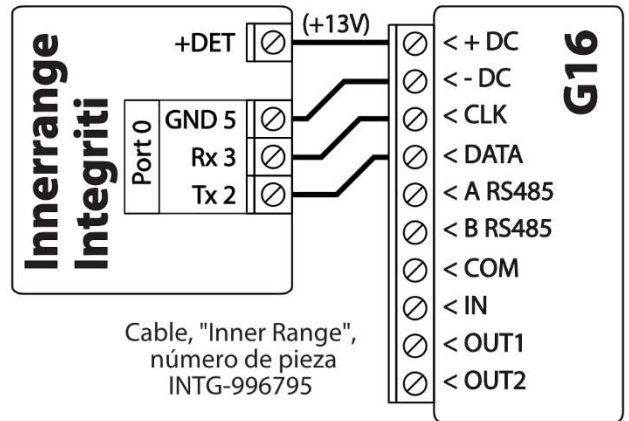 Innerrange
Integriti
+DET
(+13V)
Port 0
GND 5
Rx 3
Tx 2
G16
< + DC
< - DC
< CLK
< DATA
< A RS485
< B RS485
< COM
< IN
< OUT1
< OUT2
Cable, "Inner Range",
número de pieza
INTG-996795